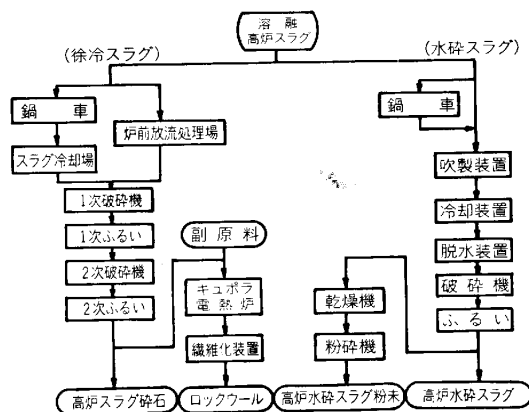 溶融
高炉スラグ
(徐冷スラグ)
(水砕スラグ)
鍋車
炉前放流処理場
スラグ冷却場
1次破砕機
1次ふるい
2次破砕機
2次ふるい
副原料
キュポラ
電熱炉
繊維化装置
鍋車
吹製装置
冷却装置
脱水装置
破砕機
ふるい
乾燥機
粉砕機
高炉スラグ砕石
ロックウール
高炉水砕スラグ粉末
高炉水砕スラグ